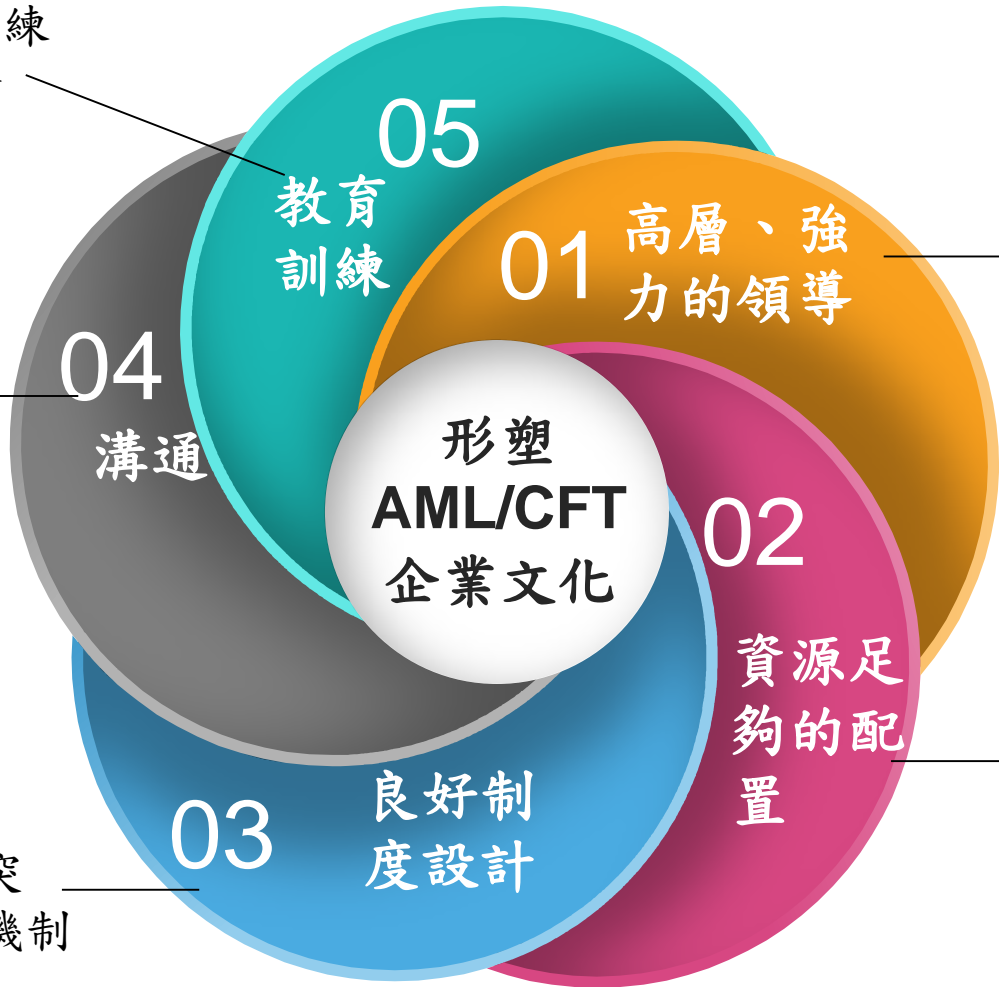 練
05
教育
訓練
01
高層、強
力的領導
04
溝通
形塑
AML/CFT
企業文化
02
資源足
夠的配
置
03
良好制
度設計
突
機制